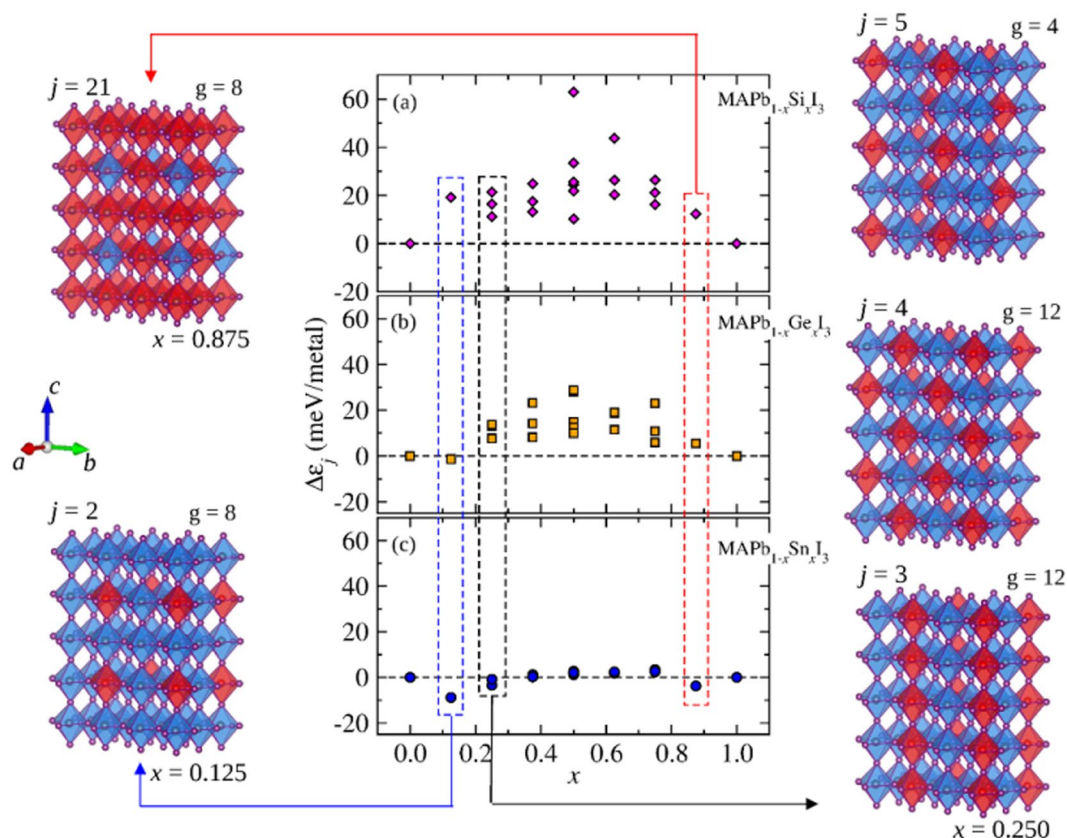 j = 21 g = 8
x = 0.875
a b c
j = 2 g = 8
x = 0.125
Δεj (meV/metal)
(a) MAPb1-xSixI3
60
40
20
0
-20
(b) MAPb1-xGexI3
60
40
20
0
-20
(c) MAPb1-xSnxI3
60
40
20
0
-20
0.0 0.2 0.4 0.6 0.8 1.0
x
j = 5 g = 4
j = 4 g = 12
j = 3 g = 12
x = 0.250